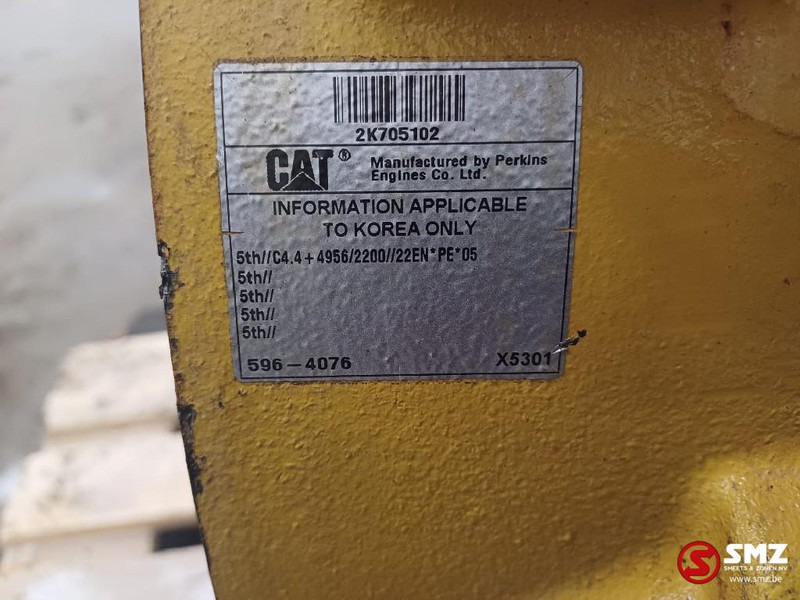 2K705102
CAT® Manufactured by Perkins
Engines Co. Ltd.
INFORMATION APPLICABLE
TO KOREA ONLY
5th//C4.4+4956/2200//22EN*PE*05
5th//
5th//
5th//
5th//
596-4076 X5301
SMZ
SMEETS & ZONEN NV
www.smz.be